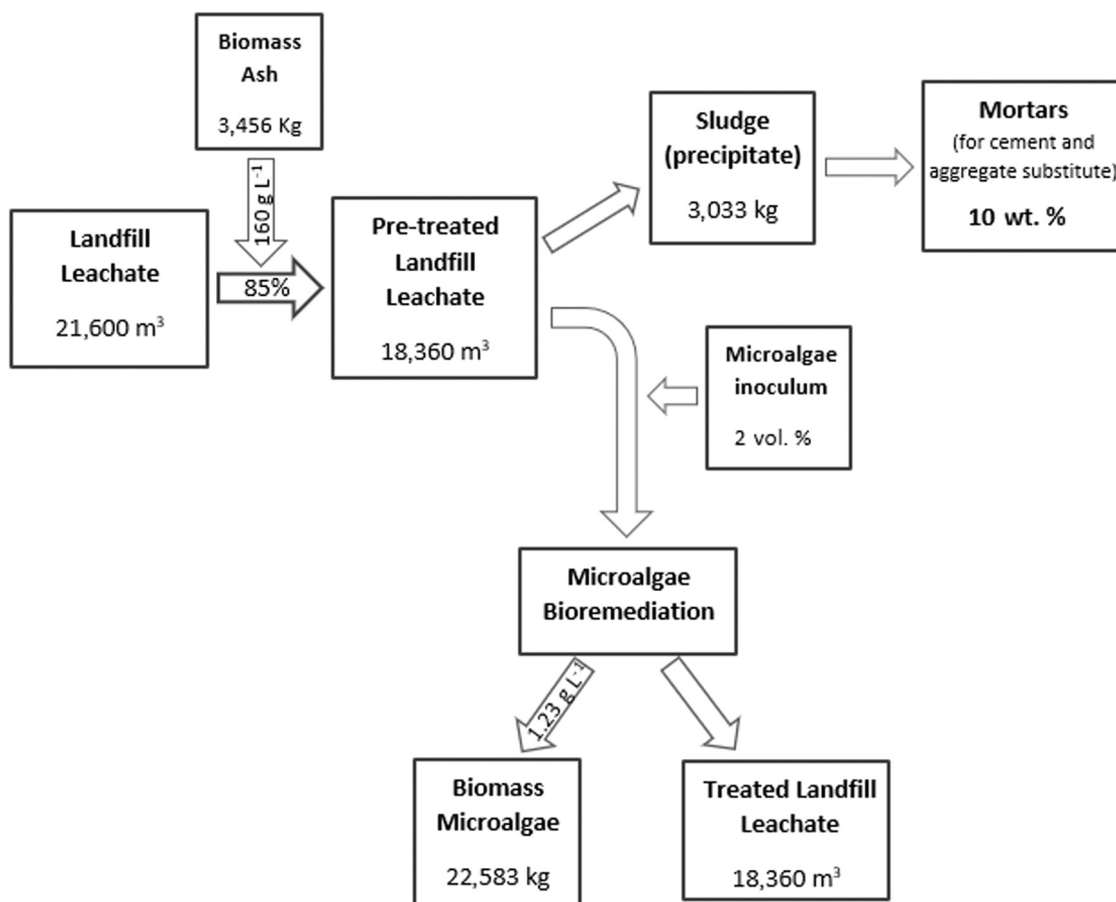 Biomass
Ash
3,456 Kg
160 g L⁻¹
Landfill
Leachate
21,600 m³
85%
Pre-treated
Landfill
Leachate
18,360 m³
Sludge
(precipitate)
3,033 kg
Mortars
(for cement and
aggregate substitute)
10 wt. %
Microalgae
inoculum
2 vol. %
Microalgae
Bioremediation
1.23 g L⁻¹
Biomass
Microalgae
22,583 kg
Treated Landfill
Leachate
18,360 m³